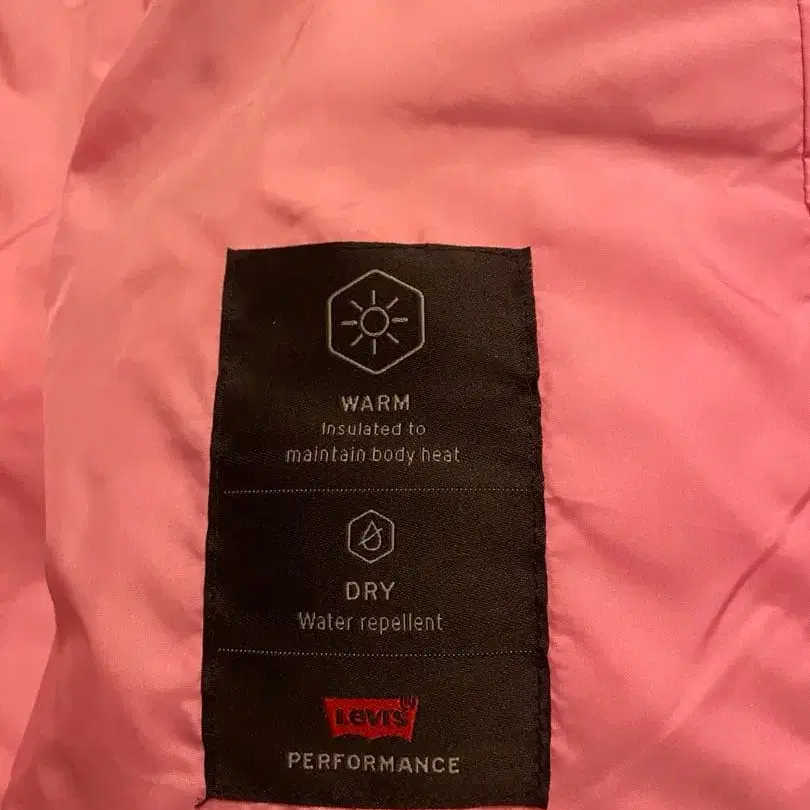 WARM
Insulated to
maintain body heat
DRY
Water repellent
Levi's
PERFORMANCE